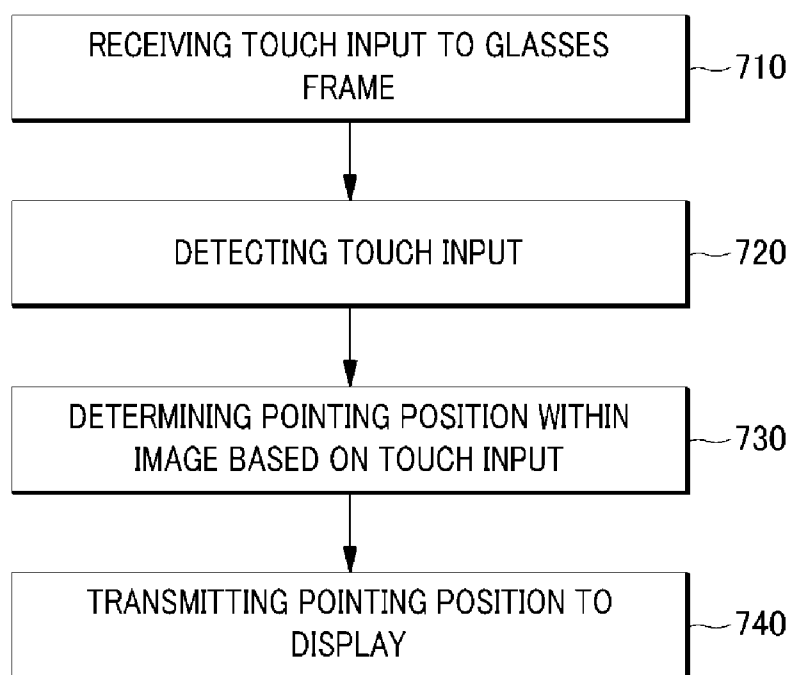 RECEIVING TOUCH INPUT TO GLASSES
FRAME
710
DETECTING TOUCH INPUT
720
DETERMINING POINTING POSITION WITHIN
IMAGE BASED ON TOUCH INPUT
730
TRANSMITTING POINTING POSITION TO
DISPLAY
740